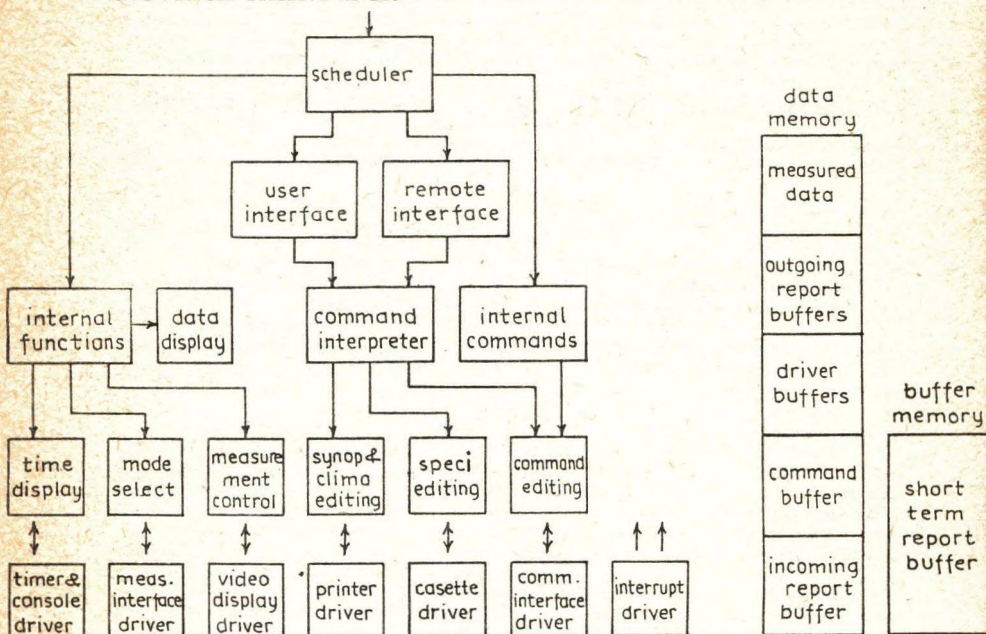 scheduler
user
interface
remote
interface
internal
functions
data
display
command
interpreter
internal
commands
time
display
mode
select
measure
ment
control
synop &
clima
editing
speci
editing
command
editing
timer &
console
driver
meas.
interface
driver
video
display
driver
printer
driver
casette
driver
comm.
interface
driver
interrupt
driver
data
memory
measured
data
outgoing
report
buffers
driver
buffers
command
buffer
incoming
report
buffer
buffer
memory
short
term
report
buffer